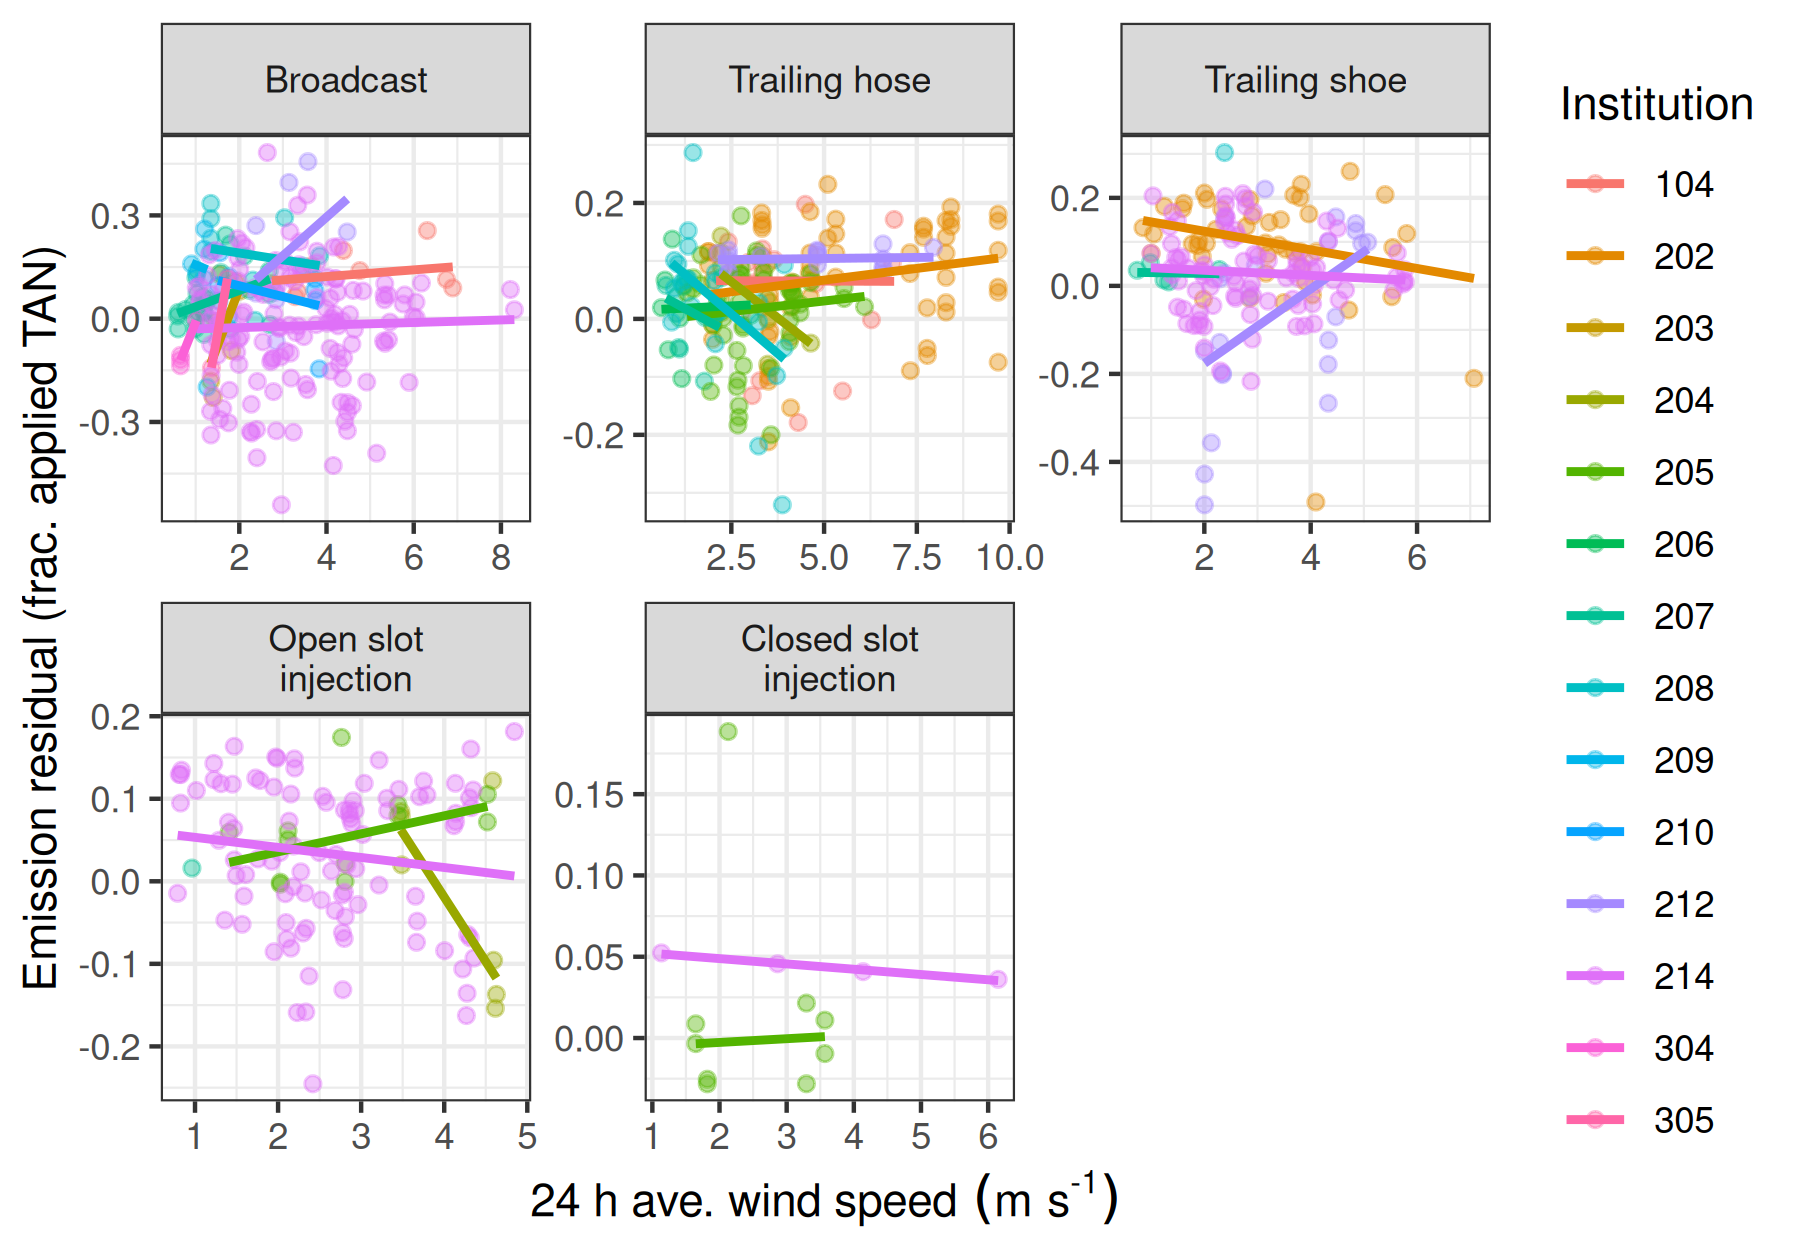 Broadcast
Trailing hose
Trailing shoe
0.3
0.0
-0.3
2 4 6 8
0.2
0.0
-0.2
2.5 5.0 7.5 10.0
0.2
0.0
-0.2
-0.4
2 4 6
Open slot
injection
Closed slot
injection
0.2
0.1
0.0
-0.1
-0.2
1 2 3 4 5
0.15
0.10
0.05
0.00
1 2 3 4 5 6
Emission residual (frac. applied TAN)
24 h ave. wind speed (m s-1)
Institution
104
202
203
204
205
206
207
208
209
210
212
214
304
305